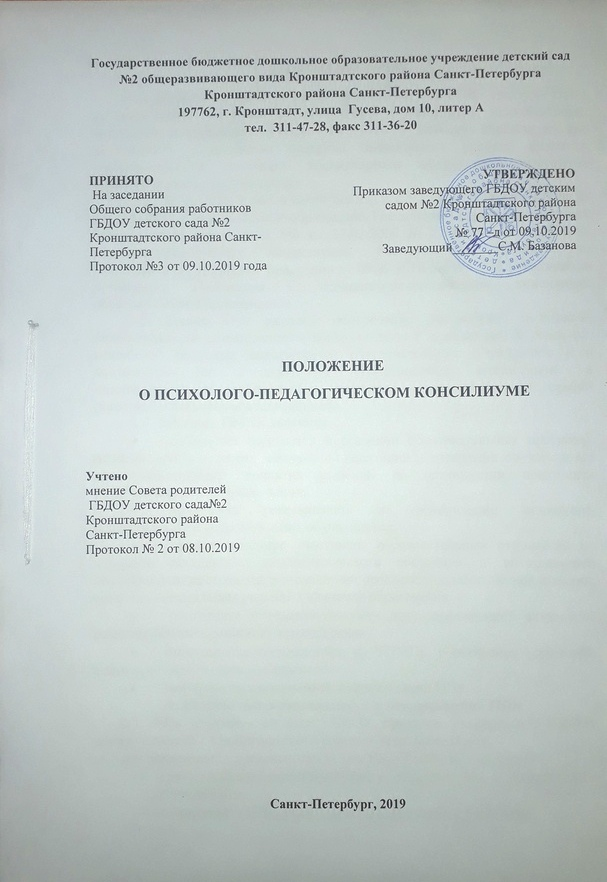 Государственное бюджетное дошкольное образовательное учреждение детский сад
№2 общеразвивающего вида Кронштадтского района Санкт-Петербурга
Кронштадтского района Санкт-Петербурга
197762, г. Кронштадт, улица Гусева, дом 10, литер А
тел. 311-47-28, факс 311-36-20
ПРИНЯТО
На заседании
Общего собрания работников
ГБДОУ детского сада №2
Кронштадтского района Санкт-
Петербурга
Протокол №3 от 09.10.2019 года
УТВЕРЖДЕНО
Приказом заведующего ГБДОУ детским
садом №2 Кронштадтского района
Санкт-Петербурга
№ 77 -д от 09.10.2019
Заведующий С.М. Базанова
ПОЛОЖЕНИЕ
О ПСИХОЛОГО-ПЕДАГОГИЧЕСКОМ КОНСИЛИУМЕ
Учтено
мнение Совета родителей
ГБДОУ детского сада№2
Кронштадтского района
Санкт-Петербурга
Протокол № 2 от 08.10.2019
Санкт-Петербург, 2019